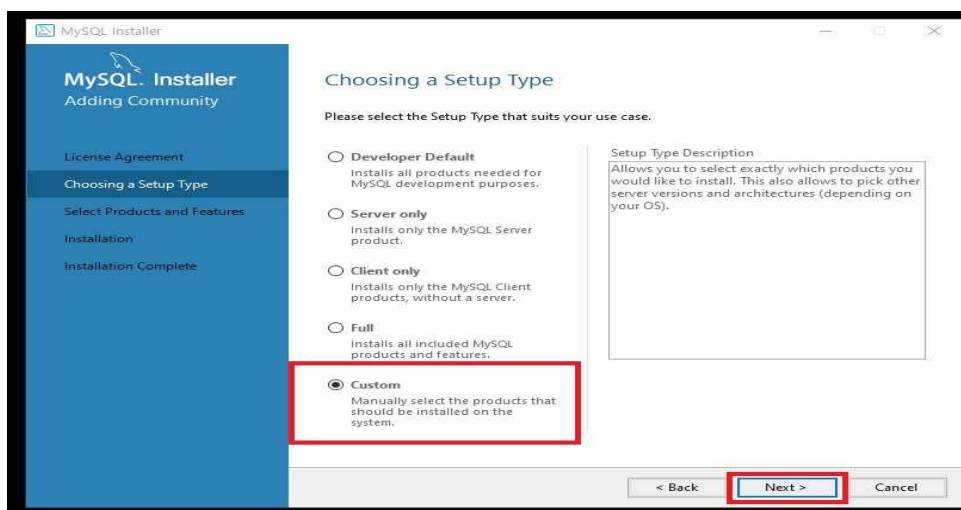 MySQL Installer
MySQL. Installer
Adding Community
License Agreement
Choosing a Setup Type
Select Products and Features
Installation
Installation Complete
Choosing a Setup Type
Please select the Setup Type that suits your use case.
Developer Default
Installs all products needed for
MySQL development purposes.
Server only
Installs only the MySQL Server
product.
Client only
Installs only the MySQL Client
products, without a server.
Full
Installs all included MySQL
products and features.
Custom
Manually select the products that
should be installed on the
system.
Setup Type Description
Allows you to select exactly which products you
would like to install. This also allows to pick other
server versions and architectures (depending on
your OS).
< Back
Next >
Cancel